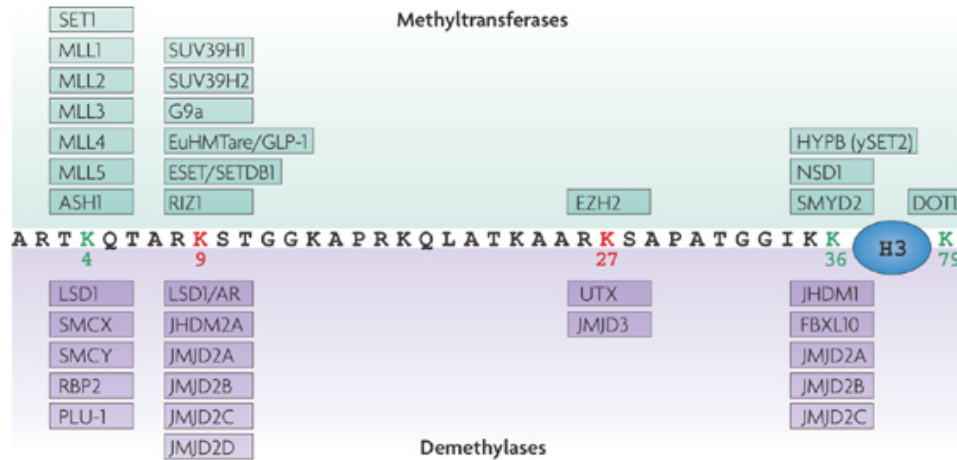 Methyltransferases
SET1
MLL1 SUV39H1
MLL2 SUV39H2
MLL3 G9a
MLL4 EuHMTare/GLP-1 HYPB (ySET2)
MLL5 ESET/SETDB1 NSD1
ASH1 RIZ1 EZH2 SMYD2 DOT1
A R T K Q T A R K S T G G K A P R K Q L A T K A A R K S A P A T G G I K K H3 K
4 9 27 36 79
LSD1 LSD1/AR UTX JHDM1
SMCX JHDM2A JMJD3 FBXL10
SMCY JMJD2A JMJD2A
RBP2 JMJD2B JMJD2B
PLU-1 JMJD2C JMJD2C
JMJD2D
Demethylases